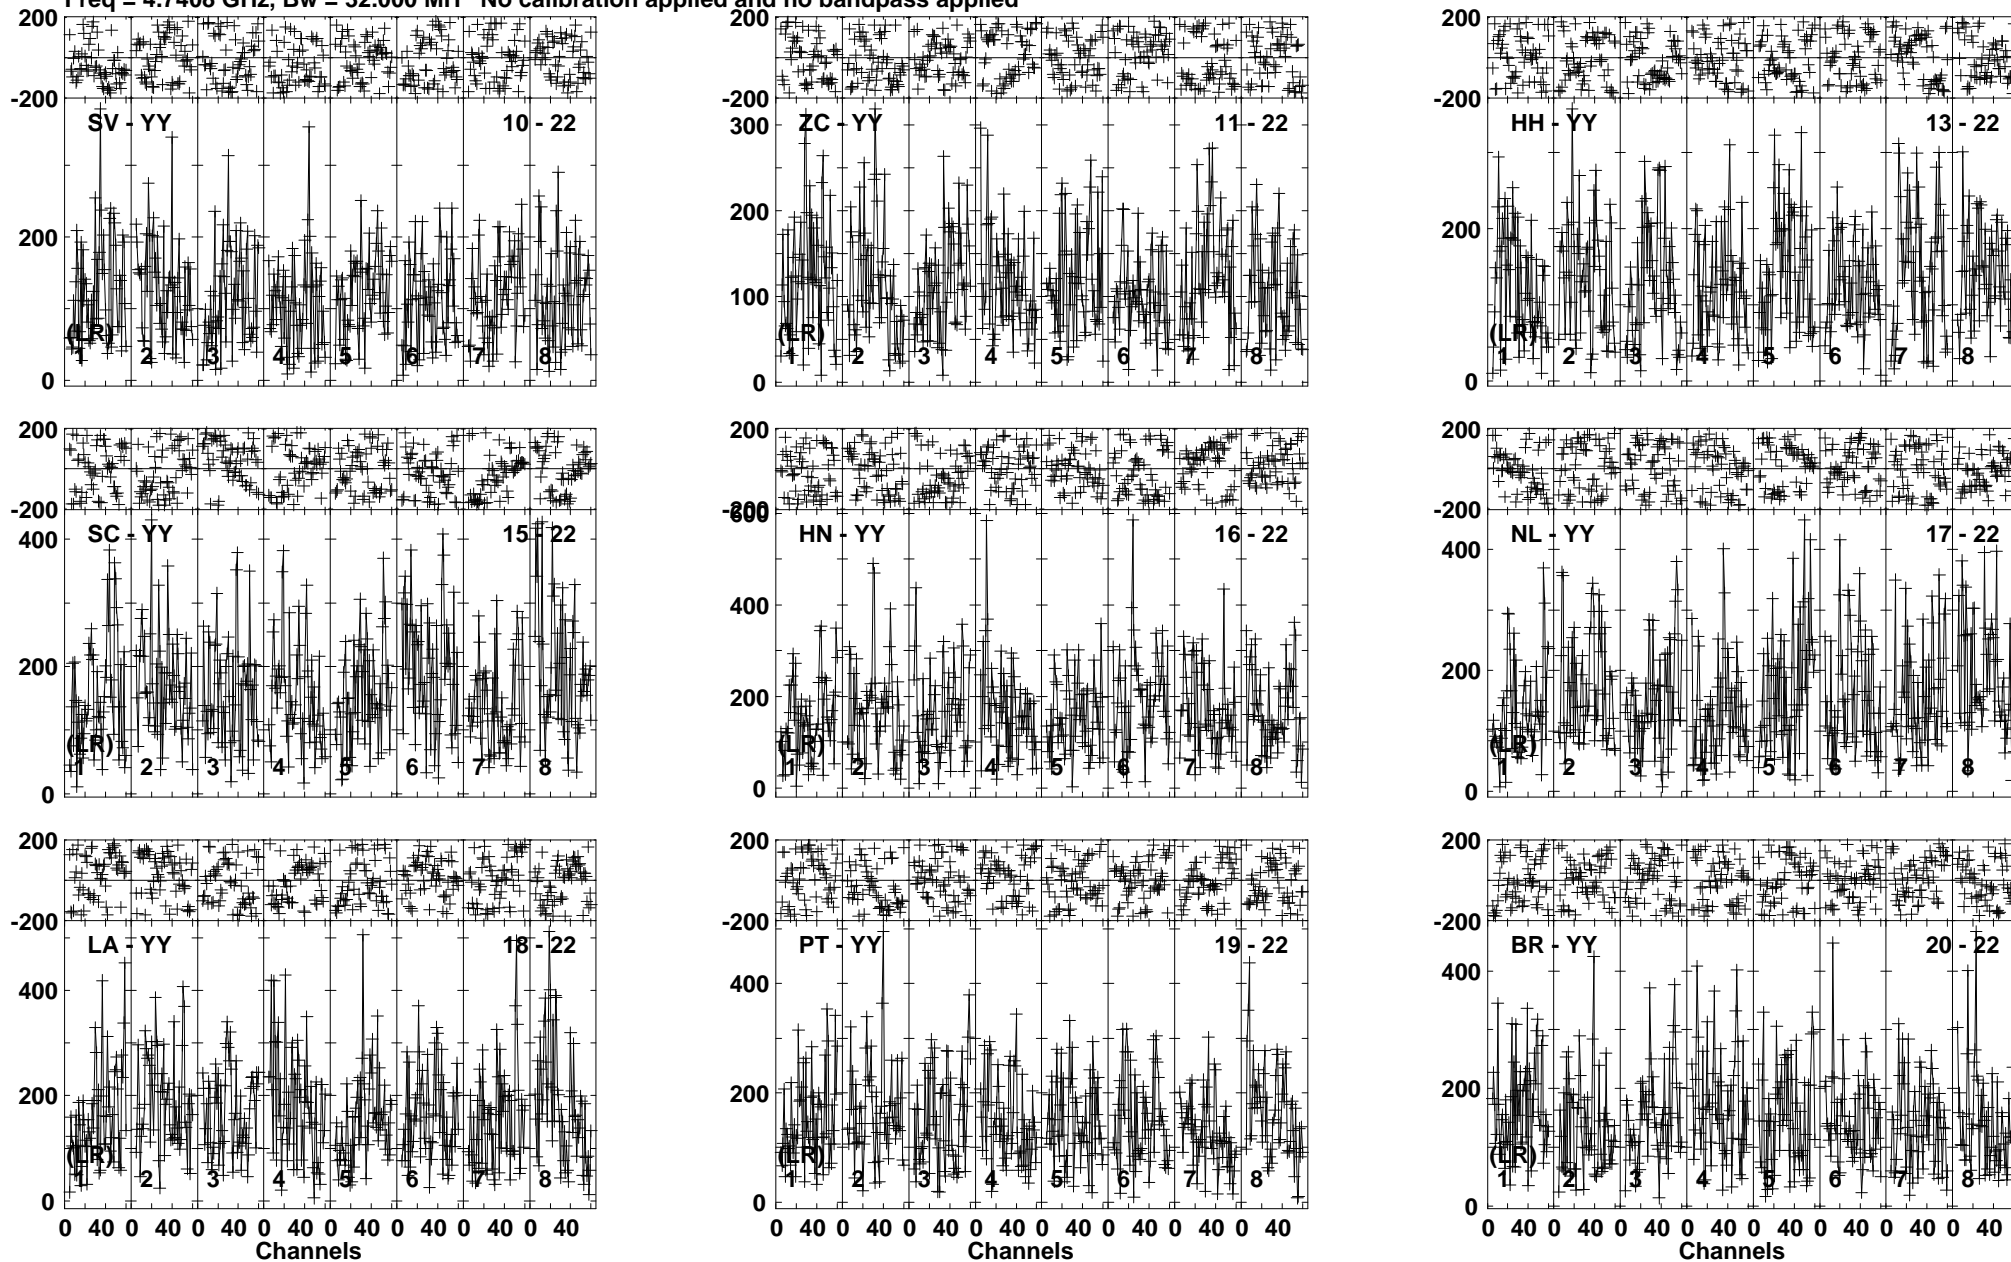 Freq = 4.7408 GHz, Bw = 32.000 MH No calibration applied and no bandpass applied
200 200 200
-200 -200 -200
SV - YY 10 - 22 ZC - YY 11 - 22 HH - YY 13 - 22
300
200 200 200
100
(LR) (LR) (LR)
1 2 3 4 5 6 7 8 1 2 3 4 5 6 7 8 1 2 3 4 5 6 7 8
0 0 0
200 200 200
-200 -200 -200
600
SC - YY 15 - 22 HN - YY 16 - 22 NL - YY 17 - 22
400 400 400
200 200 200
(LR) (LR) (LR)
1 2 3 4 5 6 7 8 1 2 3 4 5 6 7 8 1 2 3 4 5 6 7 8
0 0 0
200 200 200
-200 -200 -200
LA - YY 18 - 22 PT - YY 19 - 22 BR - YY 20 - 22
400 400 400
200 200 200
(LR) (LR) (LR)
1 2 3 4 5 6 7 8 1 2 3 4 5 6 7 8 1 2 3 4 5 6 7 8
0 0 0
0 40 0 40 0 40 0 40 0 40 0 40 0 40 0 40 0 40 0 40 0 40 0 40 0 40 0 40 0 40 0 40 0 40 0 40 0 40 0 40 0 40 0 40 0 40 0 40
Channels Channels Channels